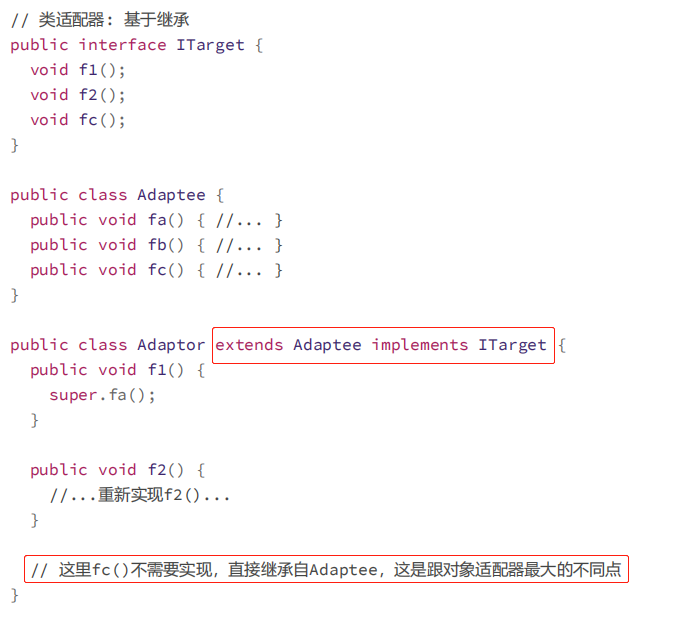 // 类适配器: 基于继承
public interface ITarget {
  void f1();
  void f2();
  void fc();
}

public class Adaptee {
  public void fa() { //... }
  public void fb() { //... }
  public void fc() { //... }
}

public class Adaptor extends Adaptee implements ITarget {
  public void f1() {
    super.fa();
  }

  public void f2() {
    //...重新实现f2()...
  }

  // 这里fc()不需要实现，直接继承自Adaptee，这是跟对象适配器最大的不同点
}